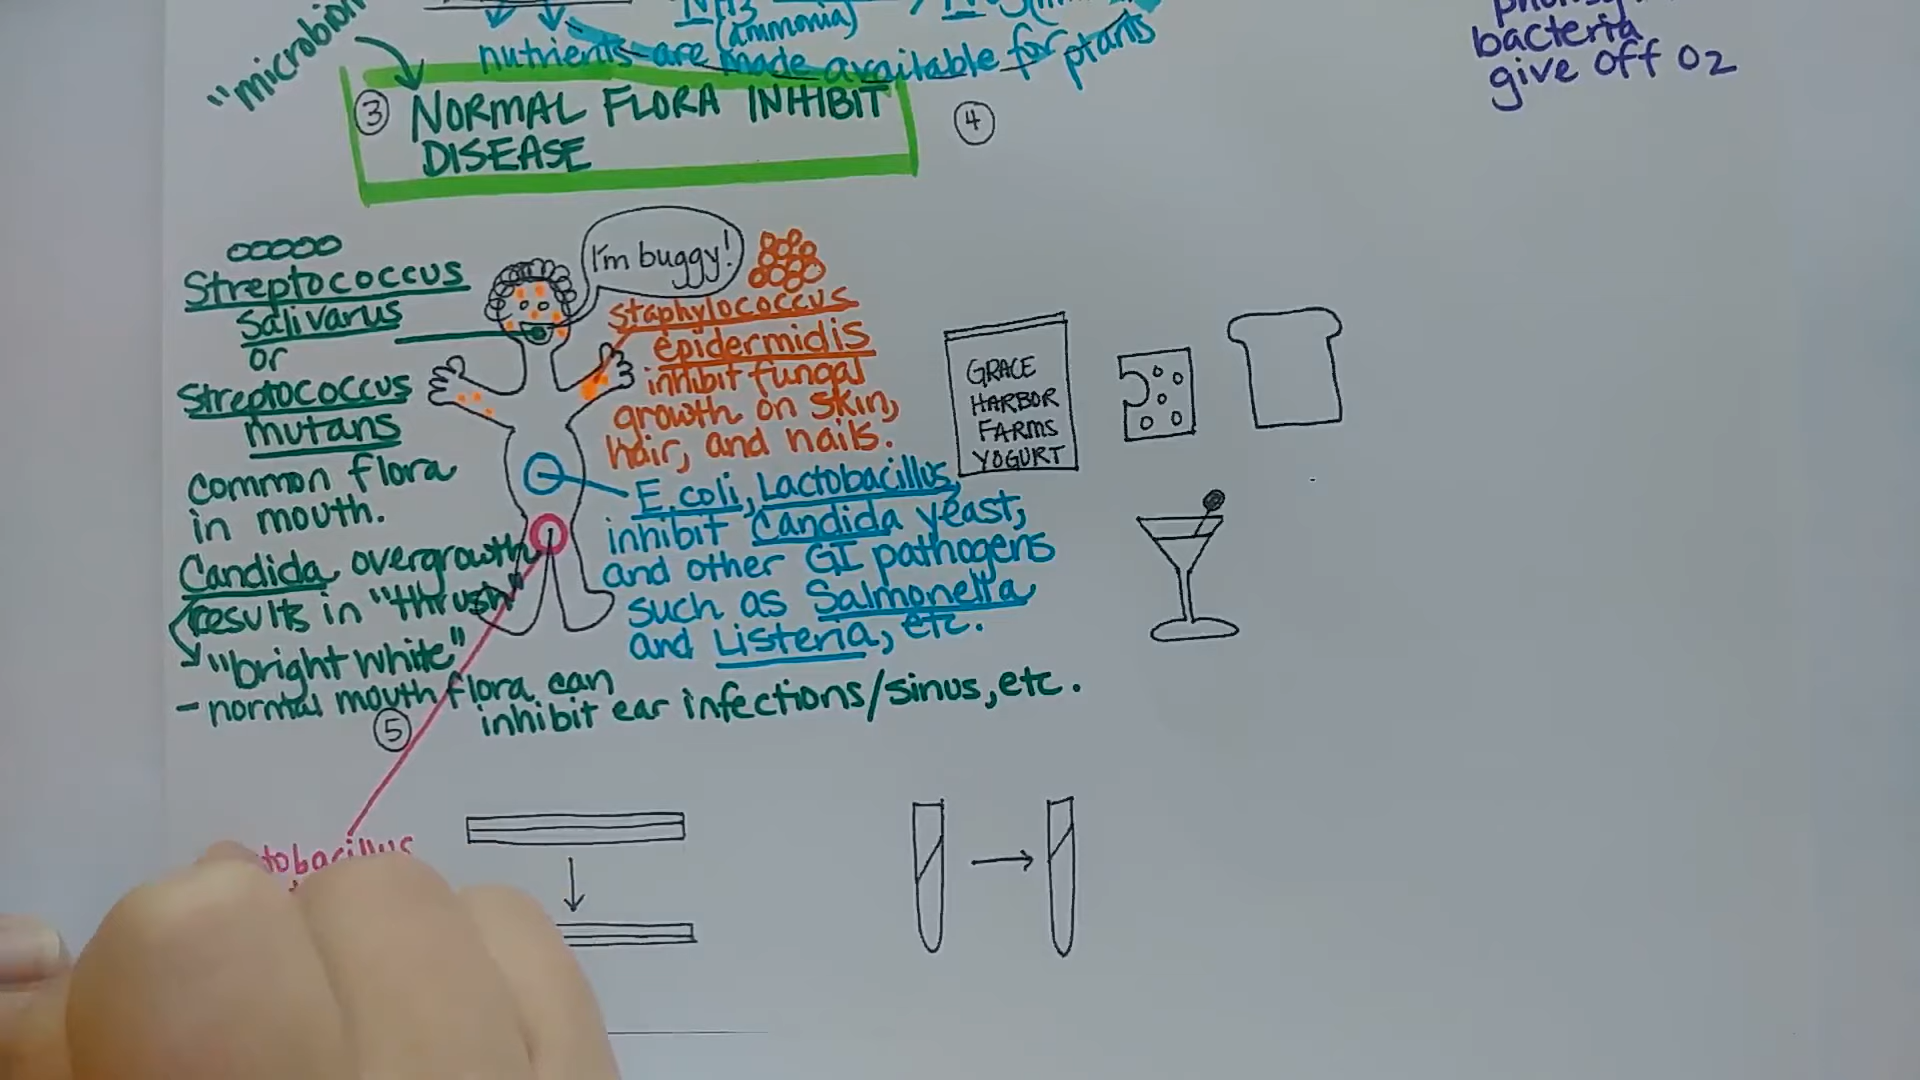 NH3
(ammonia)
nutrients are made available for plants
bacteria
give off O2
③ NORMAL FLORA INHIBIT
DISEASE
④
Streptococcus
Salivarus
or
Streptococcus
mutans
common flora
in mouth.
Candida overgrowth
results in "thrush"
"bright white"
- normal mouth flora can
inhibit ear infections/sinus, etc.
I'm buggy!
Staphylococcus
epidermidis
inhibit fungal
growth on skin,
hair, and nails.
E. coli, Lactobacillus,
inhibit Candida yeast,
and other GI pathogens
such as Salmonella
and Listeria, etc.
GRACE
HARBOR
FARMS
YOGURT
⑤